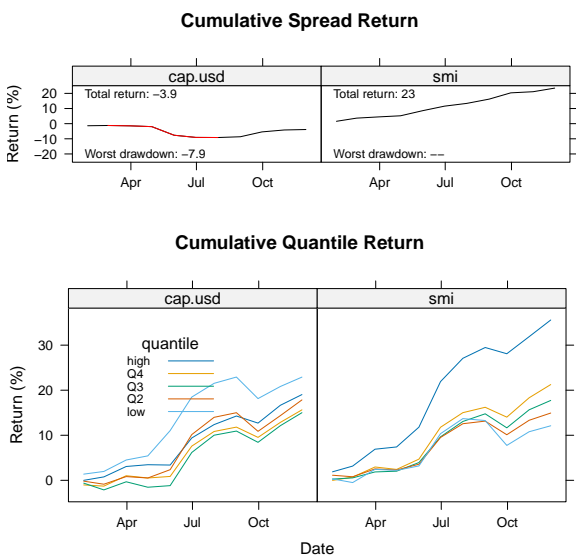 Cumulative Spread Return
cap.usd smi
Return (%)
20
10
0
−10
−20
Total return: −3.9
Worst drawdown: −7.9
Total return: 23
Worst drawdown: −−
Apr Jul Oct Apr Jul Oct
Cumulative Quantile Return
cap.usd smi
Return (%)
30
20
10
0
quantile
high
Q4
Q3
Q2
low
Apr Jul Oct Apr Jul Oct
Date